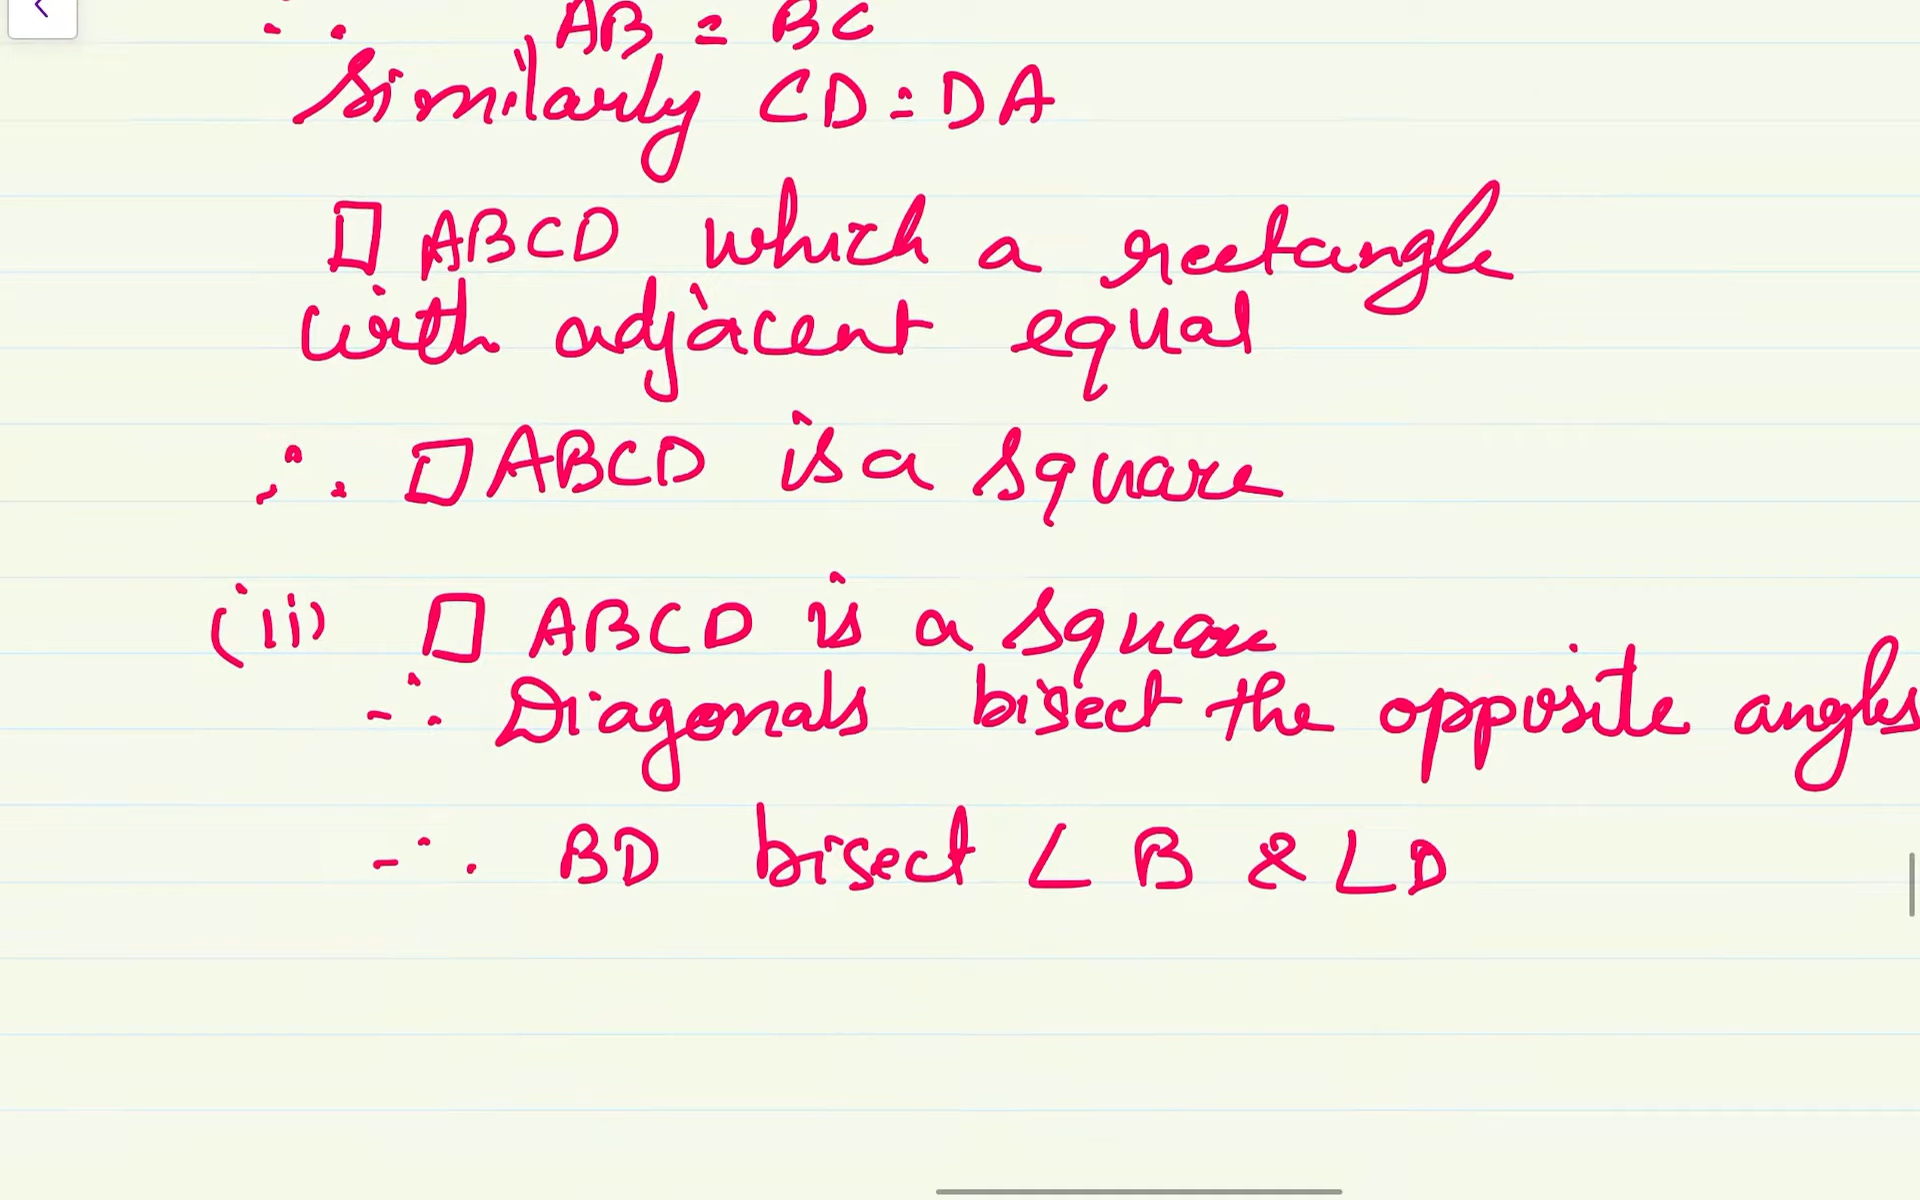 ∴ AB = BC
Similarly CD = DA
□ ABCD which a rectangle
with adjacent equal
∴ □ ABCD is a square
(ii) □ ABCD is a square
∴ Diagonals bisect the opposite angles
∴ BD bisect ∠ B & ∠ D